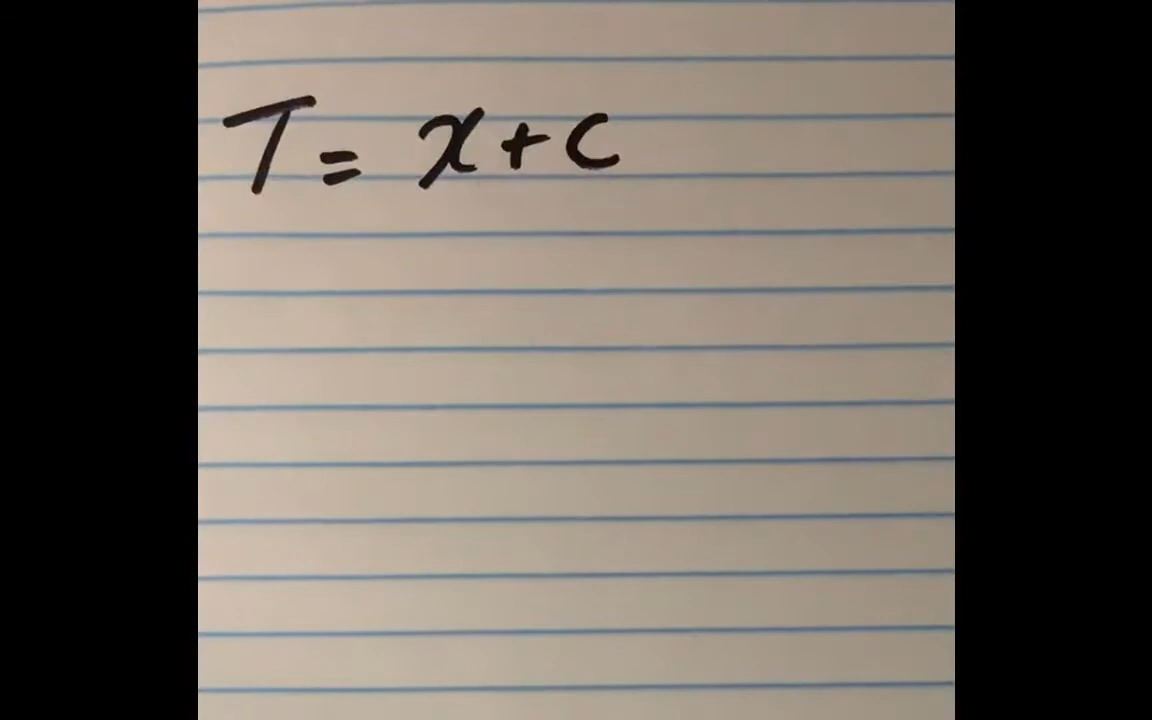 T = x + c